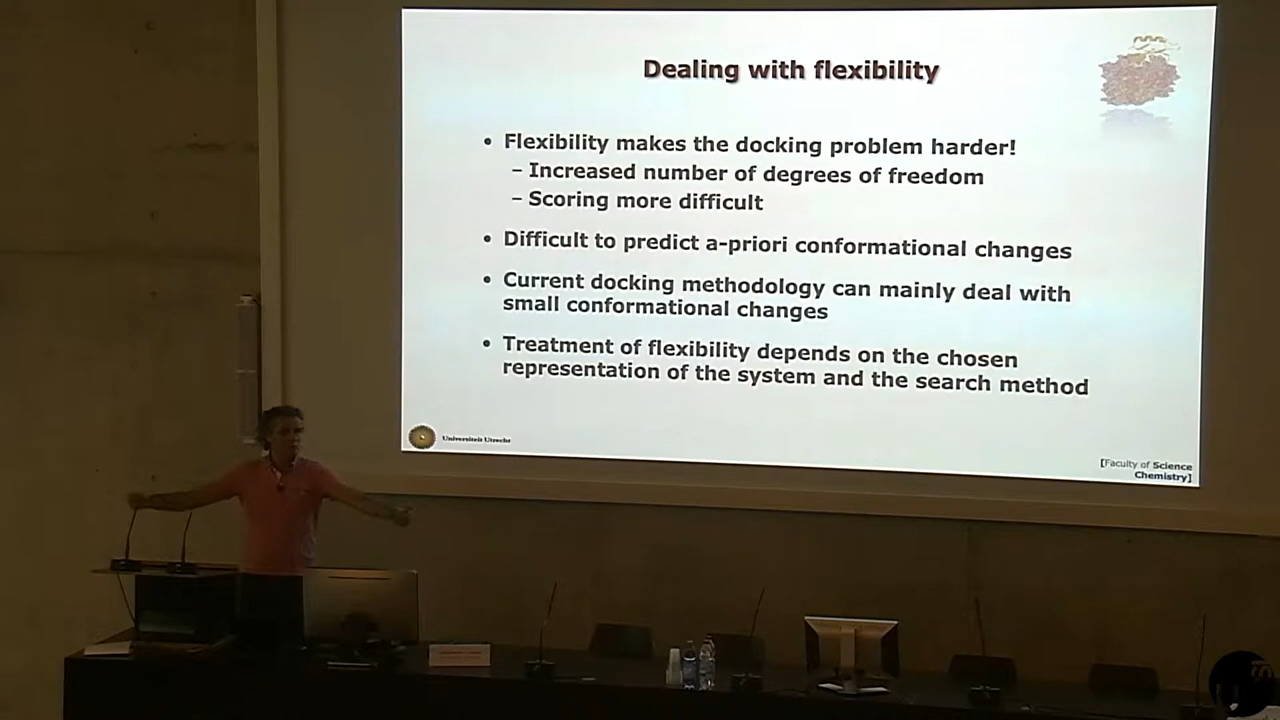 Dealing with flexibility
• Flexibility makes the docking problem harder!
– Increased number of degrees of freedom
– Scoring more difficult
• Difficult to predict a-priori conformational changes
• Current docking methodology can mainly deal with
small conformational changes
• Treatment of flexibility depends on the chosen
representation of the system and the search method
Universiteit Utrecht
[Faculty of Science
Chemistry]